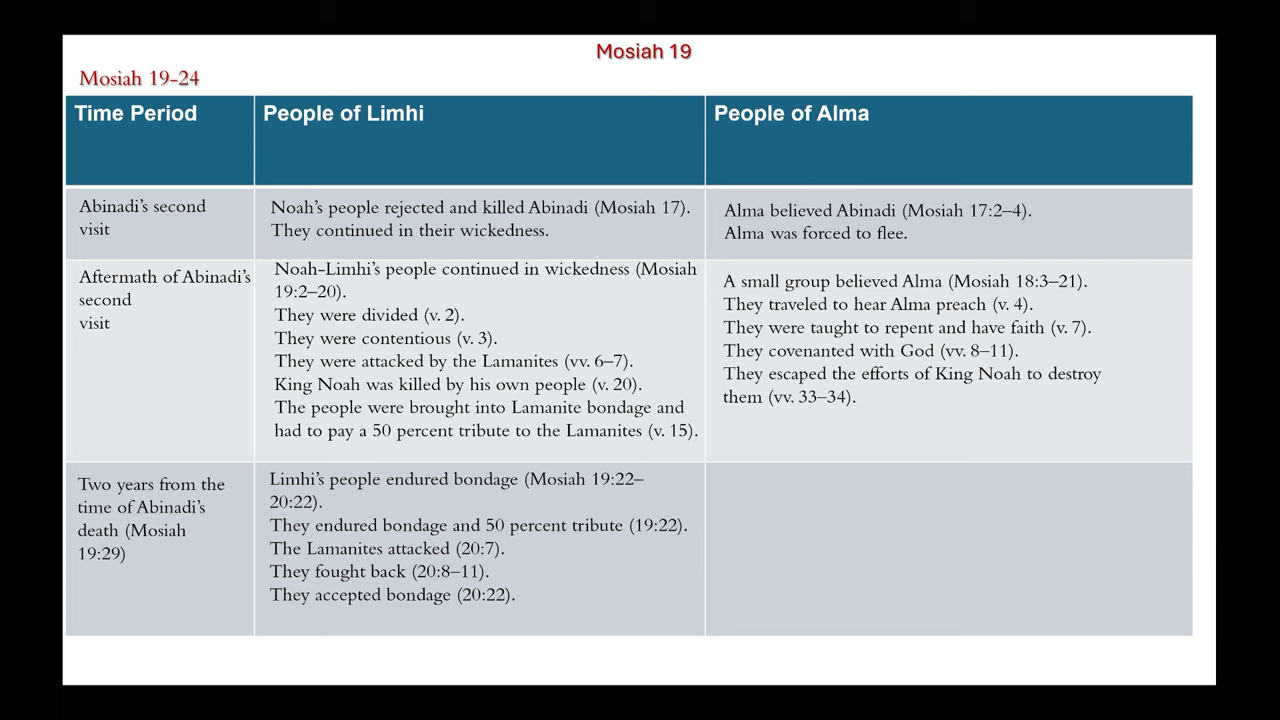 Mosiah 19
Mosiah 19-24
Time Period
People of Limhi
People of Alma
Abinadi’s second
visit
Noah’s people rejected and killed Abinadi (Mosiah 17).
They continued in their wickedness.
Alma believed Abinadi (Mosiah 17:2–4).
Alma was forced to flee.
Aftermath of Abinadi’s
second
visit
Noah-Limhi’s people continued in wickedness (Mosiah
19:2–20).
They were divided (v. 2).
They were contentious (v. 3).
They were attacked by the Lamanites (vv. 6–7).
King Noah was killed by his own people (v. 20).
The people were brought into Lamanite bondage and
had to pay a 50 percent tribute to the Lamanites (v. 15).
A small group believed Alma (Mosiah 18:3–21).
They traveled to hear Alma preach (v. 4).
They were taught to repent and have faith (v. 7).
They covenanted with God (vv. 8–11).
They escaped the efforts of King Noah to destroy
them (vv. 33–34).
Two years from the
time of Abinadi’s
death (Mosiah
19:29)
Limhi’s people endured bondage (Mosiah 19:22–
20:22).
They endured bondage and 50 percent tribute (19:22).
The Lamanites attacked (20:7).
They fought back (20:8–11).
They accepted bondage (20:22).